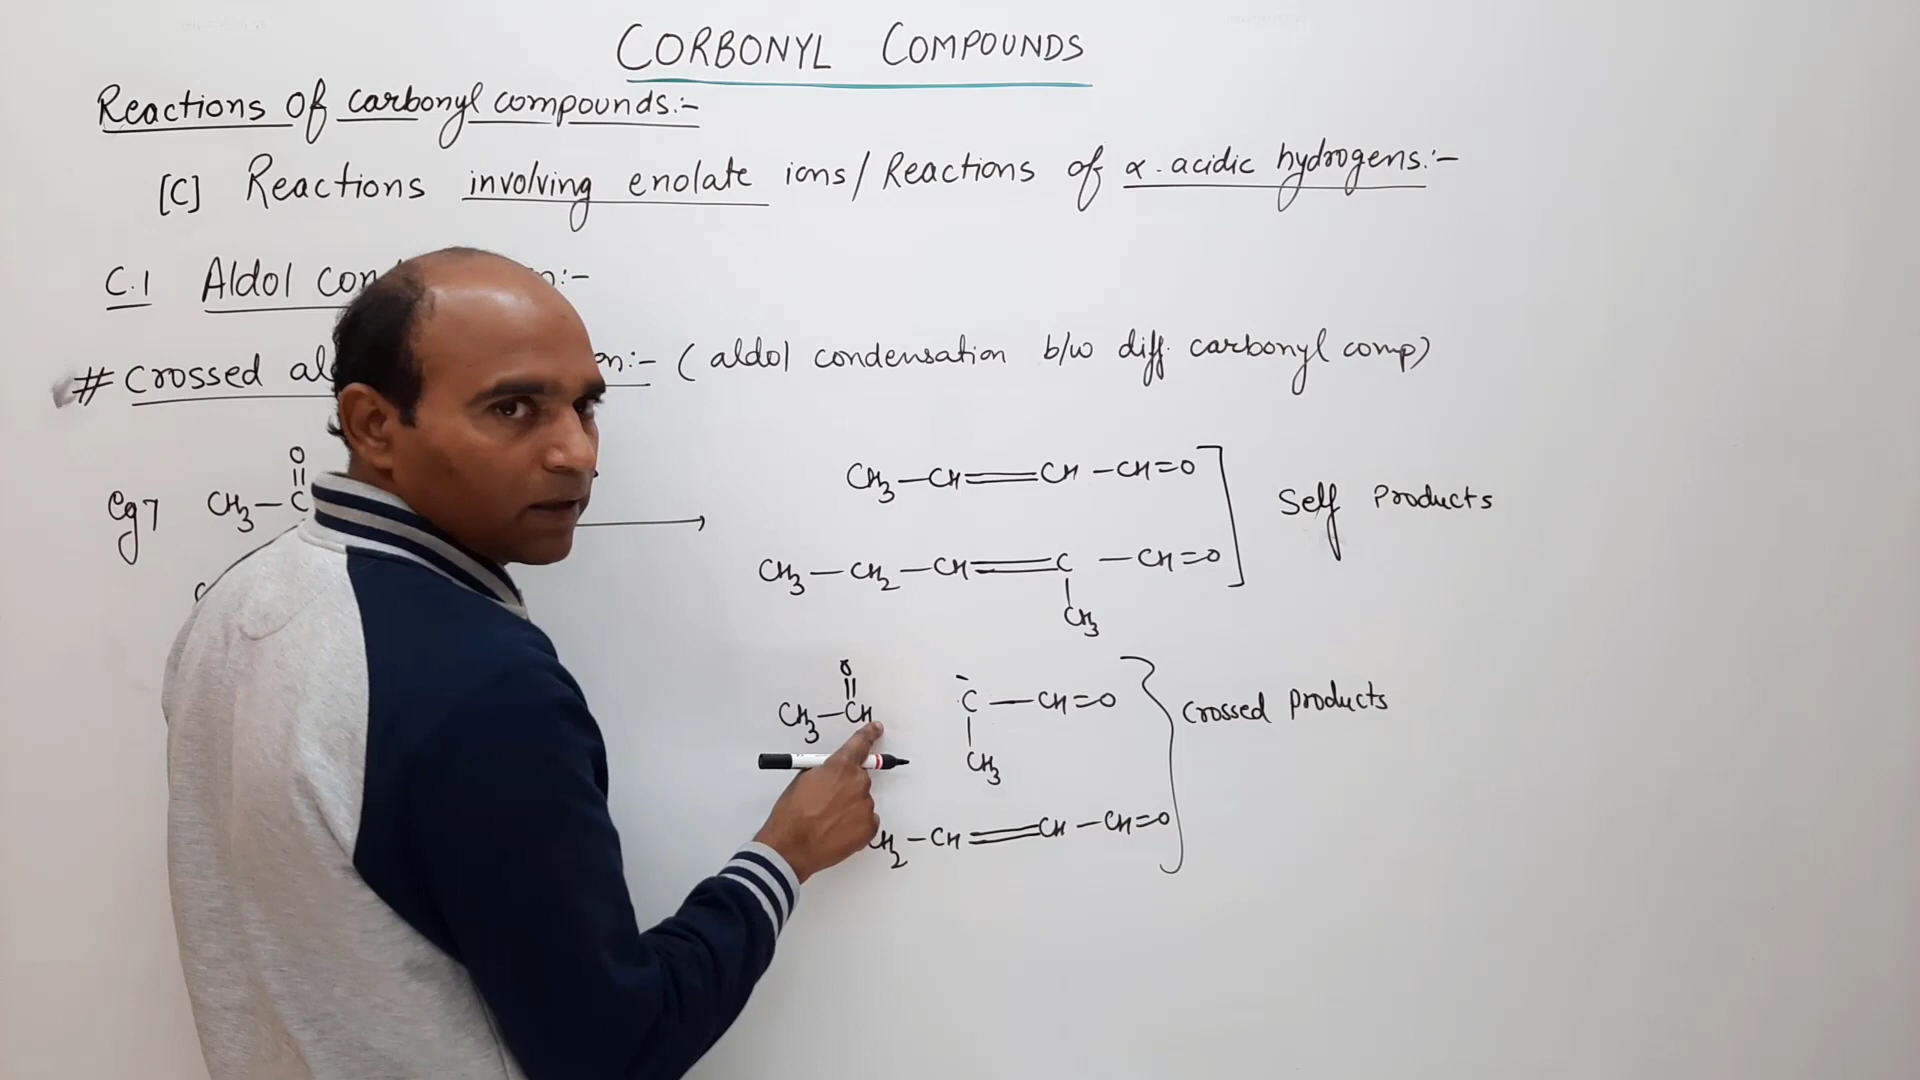 CORBONYL COMPOUNDS
Reactions of carbonyl compounds:-
[C] Reactions involving enolate ions/Reactions of α-acidic hydrogens:-
C.1 Aldol
# Crossed (aldol condensation b/w diff. carbonyl comp)
O
Eg7 CH3—C
CH3—CH=CH—CH=O
Self Products
CH3—CH2—CH=C—CH=O
CH3
O
CH3—CH C—CH=O
Crossed products
CH3
CH2—CH=CH—CH=O